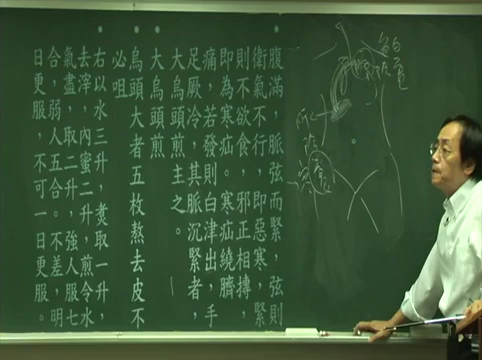 * 腹滿,脈弦而緊,弦則
衛氣不行,即惡寒,緊
則不欲食,邪正相搏,
即為寒疝。寒疝繞臍
痛,若發則白津出,手
足厥冷,其脈沉緊者,
大烏頭煎主之。
* 大烏頭煎
* 烏頭大者五枚熬去皮不
必咀
* 右以水三升,煮取一升,
去滓,內蜜二升,煎令水
氣盡,取二升,強人服七
合,弱人五合。不差,明
日更服,不可一日更服。